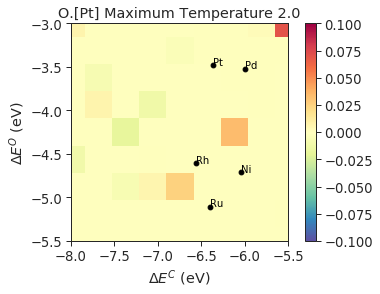 O.[Pt] Maximum Temperature 2.0
−3.0
−3.5
−4.0
−4.5
−5.0
−5.5
ΔE^O (eV)
Pt
Pd
Rh
Ni
Ru
−8.0 −7.5 −7.0 −6.5 −6.0 −5.5
ΔE^C (eV)
0.100
0.075
0.050
0.025
0.000
−0.025
−0.050
−0.075
−0.100